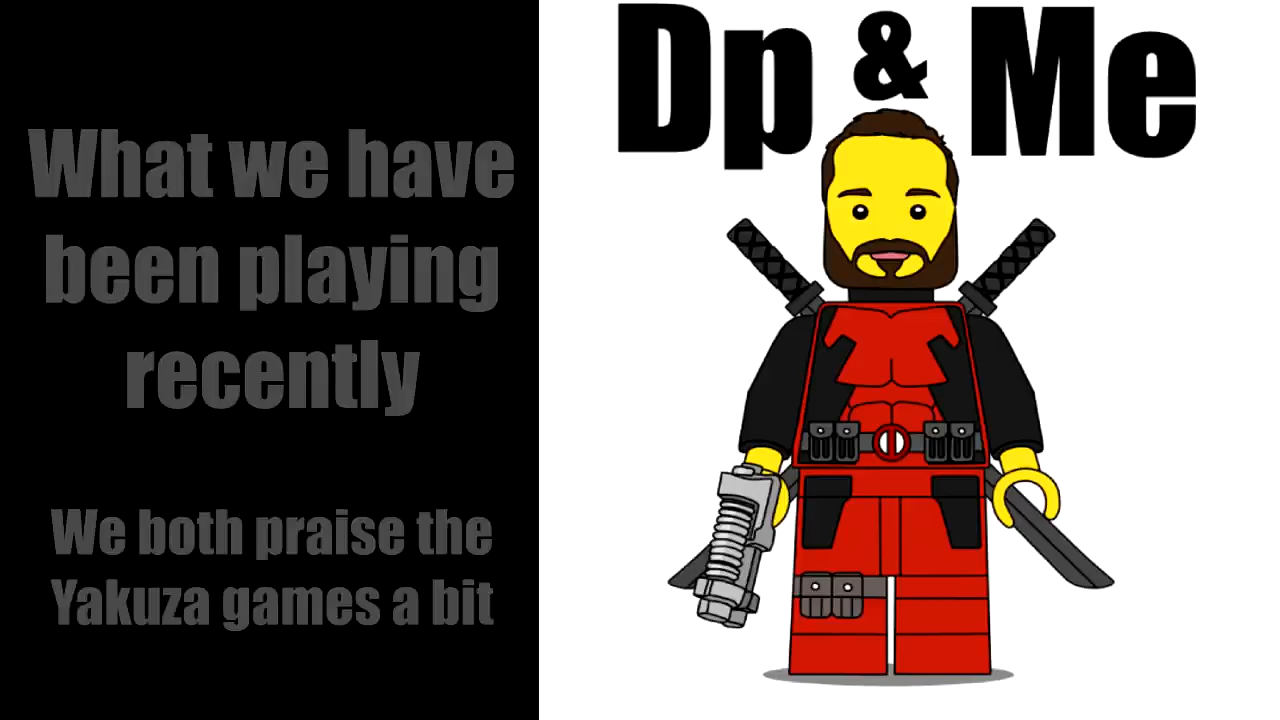 What we have
been playing
recently
We both praise the
Yakuza games a bit
Dp & Me